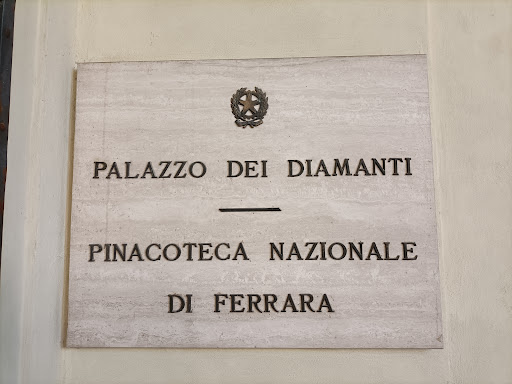 PALAZZO DEI DIAMANTI
PINACOTECA NAZIONALE
DI FERRARA